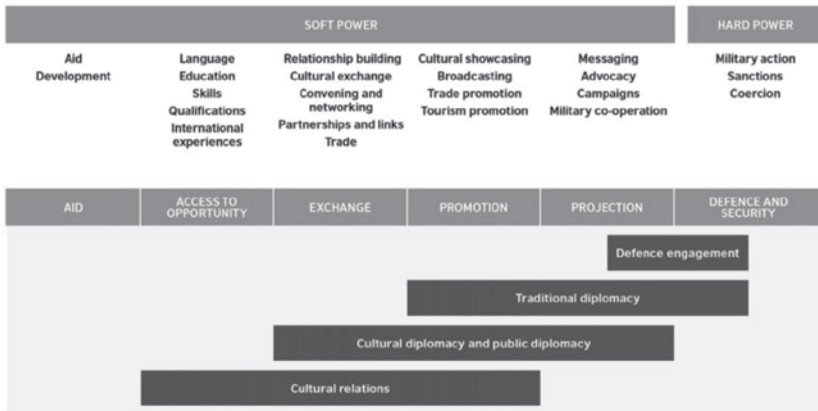 SOFT POWER
HARD POWER
Aid
Development
Language
Education
Skills
Qualifications
International
experiences
Relationship building
Cultural exchange
Convening and
networking
Partnerships and links
Trade
Cultural showcasing
Broadcasting
Trade promotion
Tourism promotion
Messaging
Advocacy
Campaigns
Military co-operation
Military action
Sanctions
Coercion
AID
ACCESS TO
OPPORTUNITY
EXCHANGE
PROMOTION
PROJECTION
DEFENCE AND
SECURITY
Defence engagement
Traditional diplomacy
Cultural diplomacy and public diplomacy
Cultural relations